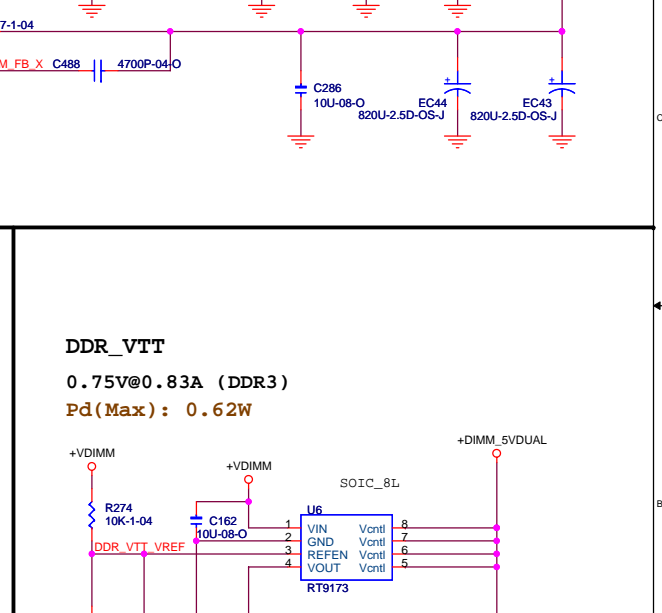 7-1-04
M_FB_X C488 4700P-04-O
C286
10U-08-O
EC44
820U-2.5D-OS-J
EC43
820U-2.5D-OS-J
C
DDR_VTT
0.75V@0.83A (DDR3)
Pd(Max): 0.62W
+VDIMM
+VDIMM
+DIMM_5VDUAL
SOIC_8L
R274
10K-1-04
C162
10U-08-O
DDR_VTT_VREF
U6
1 VIN Vcntl 8
2 GND Vcntl 7
3 REFEN Vcntl 6
4 VOUT Vcntl 5
RT9173
B